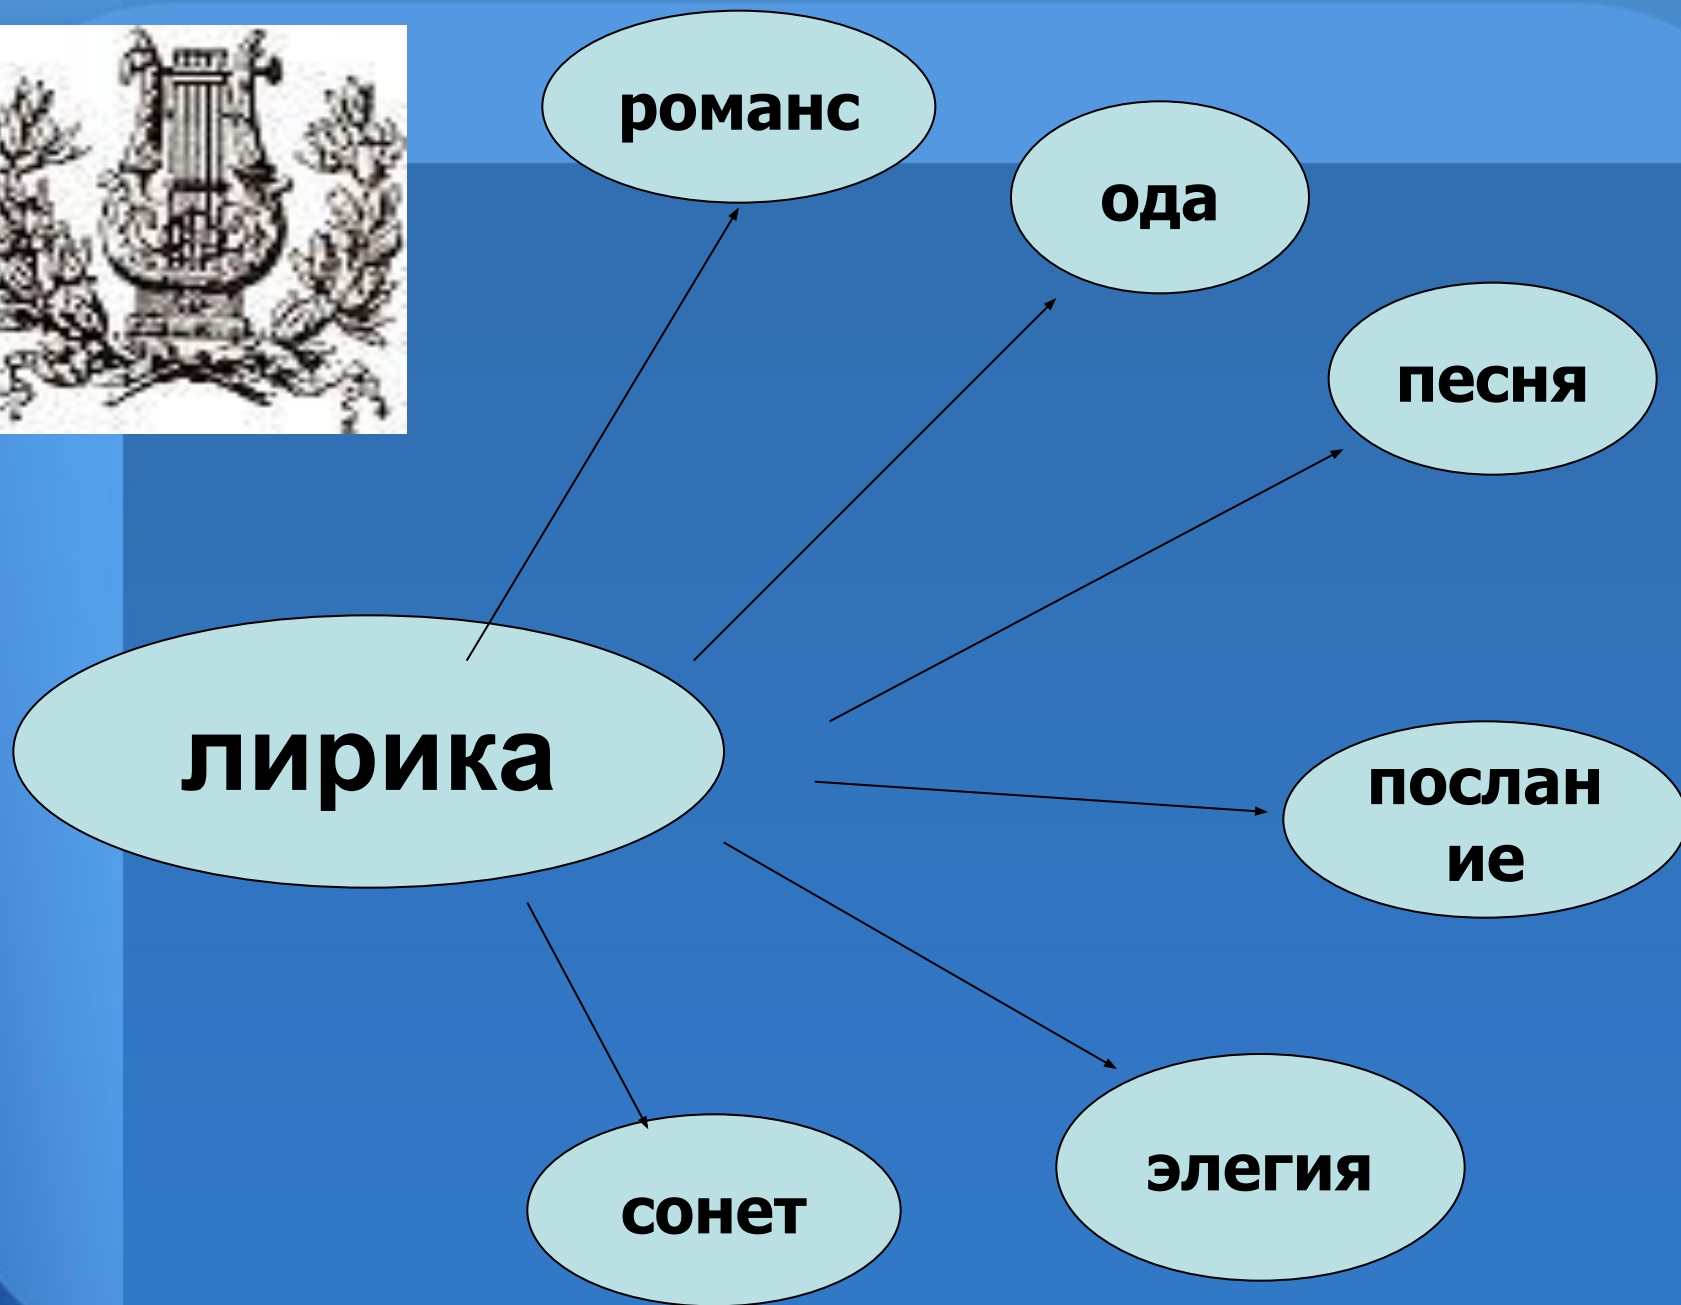 романс
ода
песня
лирика
послан
ие
элегия
сонет